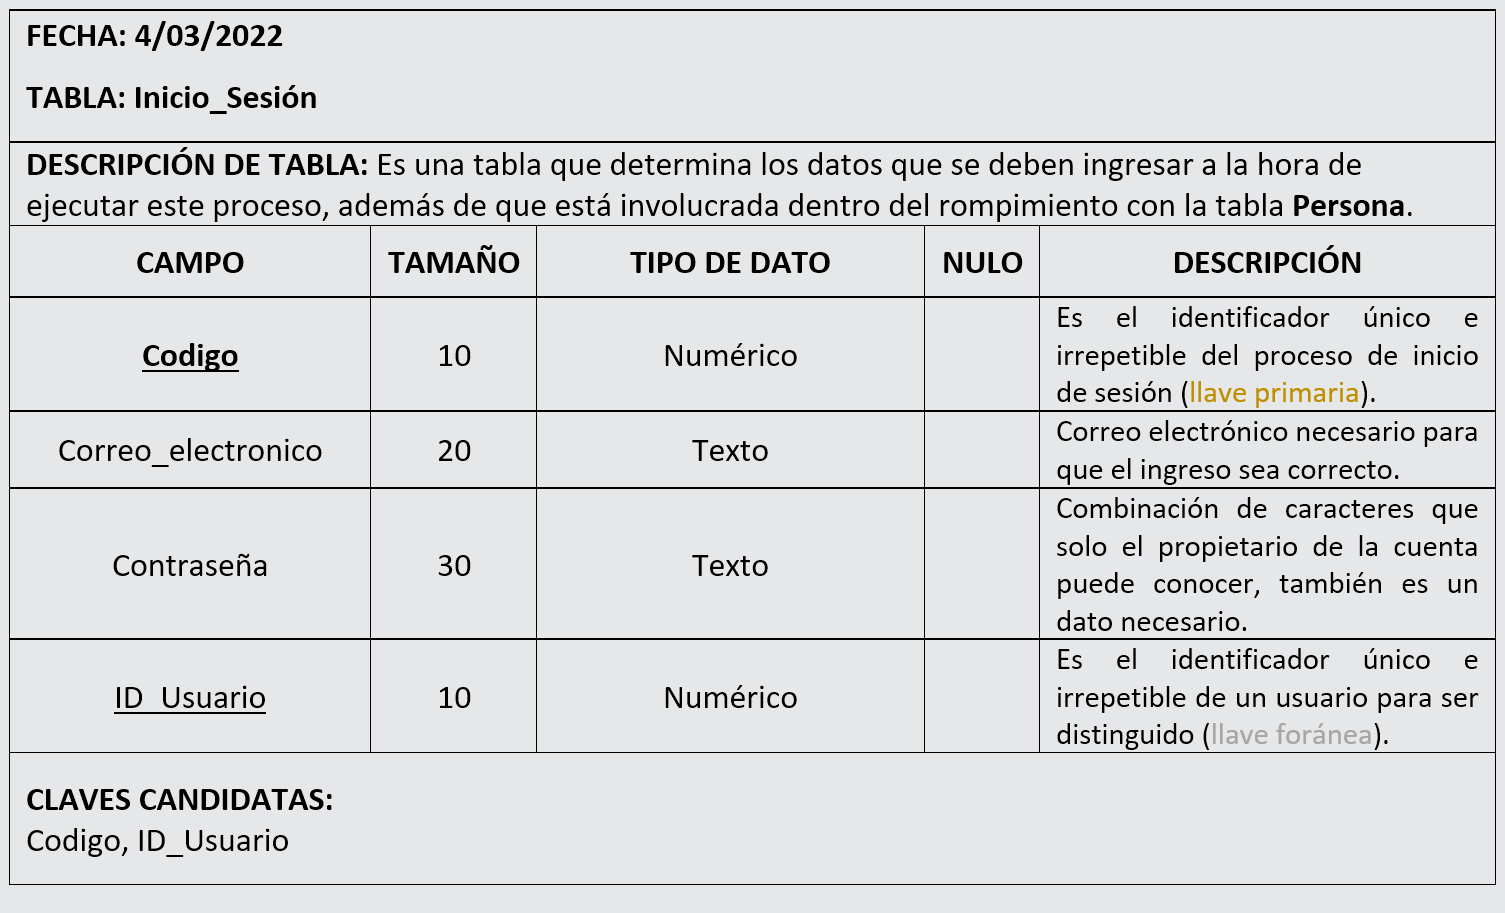 FECHA: 4/03/2022
TABLA: Inicio_Sesión
DESCRIPCIÓN DE TABLA: Es una tabla que determina los datos que se deben ingresar a la hora de
ejecutar este proceso, además de que está involucrada dentro del rompimiento con la tabla Persona.
CAMPO TAMAÑO TIPO DE DATO NULO DESCRIPCIÓN
Codigo 10 Numérico
Es el identificador único e
irrepetible del proceso de inicio
de sesión (llave primaria).
Correo_electronico 20 Texto
Correo electrónico necesario para
que el ingreso sea correcto.
Contraseña 30 Texto
Combinación de caracteres que
solo el propietario de la cuenta
puede conocer, también es un
dato necesario.
ID_Usuario 10 Numérico
Es el identificador único e
irrepetible de un usuario para ser
distinguido (llave foránea).
CLAVES CANDIDATAS:
Codigo, ID_Usuario